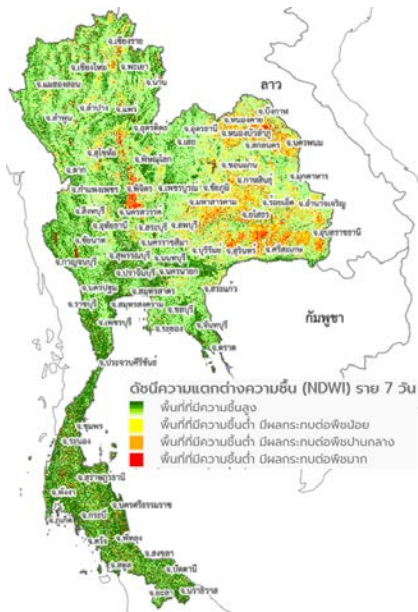 จ.เชียงราย
จ.เชียงใหม่
จ.พะเยา
จ.แม่ฮ่องสอน
จ.น่าน
ลาว
จ.ลำปาง
จ.แพร่
จ.ลำพูน
จ.อุตรดิตถ์
จ.เลย
จ.อุดรธานี
จ.หนองคาย
จ.บึงกาฬ
จ.หนองบัวลำภู
จ.สกลนคร
จ.นครพนม
จ.สุโขทัย
จ.พิษณุโลก
จ.ตาก
จ.ขอนแก่น
จ.กาฬสินธุ์
จ.มุกดาหาร
จ.กำแพงเพชร
จ.พิจิตร
จ.เพชรบูรณ์
จ.ชัยภูมิ
จ.มหาสารคาม
จ.ร้อยเอ็ด
จ.อำนาจเจริญ
จ.ยโสธร
จ.สิงห์บุรี
จ.นครสวรรค์
จ.อุทัยธานี
จ.สระบุรี
จ.ลพบุรี
จ.อุบลราชธานี
จ.ชัยนาท
จ.นครราชสีมา
จ.บุรีรัมย์
จ.สุรินทร์
จ.ศรีสะเกษ
จ.กาญจนบุรี
จ.สุพรรณบุรี
จ.นนทบุรี
จ.ปราจีนบุรี
จ.นครนายก
จ.นครปฐม
จ.สมุทรสาคร
จ.สระแก้ว
จ.ราชบุรี
จ.สมุทรสงคราม
จ.ชลบุรี
จ.เพชรบุรี
จ.ระยอง
จ.จันทบุรี
จ.ตราด
กัมพูชา
จ.ประจวบคีรีขันธ์
ดัชนีความแตกต่างความชื้น (NDWI) ราย 7 วัน
พื้นที่ที่มีความชื้นสูง
พื้นที่ที่มีความชื้นต่ำ มีผลกระทบต่อพืชน้อย
พื้นที่ที่มีความชื้นต่ำ มีผลกระทบต่อพืชปานกลาง
พื้นที่ที่มีความชื้นต่ำ มีผลกระทบต่อพืชมาก
จ.ชุมพร
จ.ระนอง
จ.สุราษฎร์ธานี
จ.พังงา
จ.นครศรีธรรมราช
จ.กระบี่
จ.ภูเก็ต
จ.ตรัง
จ.พัทลุง
จ.สงขลา
จ.สตูล
จ.ปัตตานี
จ.ยะลา
จ.นราธิวาส